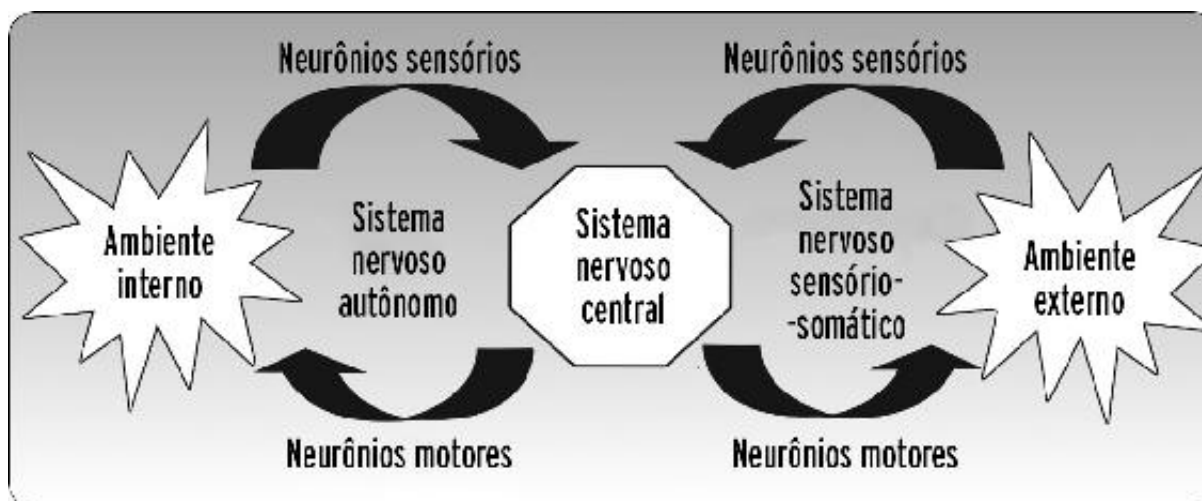 Neurônios sensórios
Neurônios sensórios
Ambiente
interno
Sistema
nervoso
autônomo
Sistema
nervoso
central
Sistema
nervoso
sensório-
-somático
Ambiente
externo
Neurônios motores
Neurônios motores